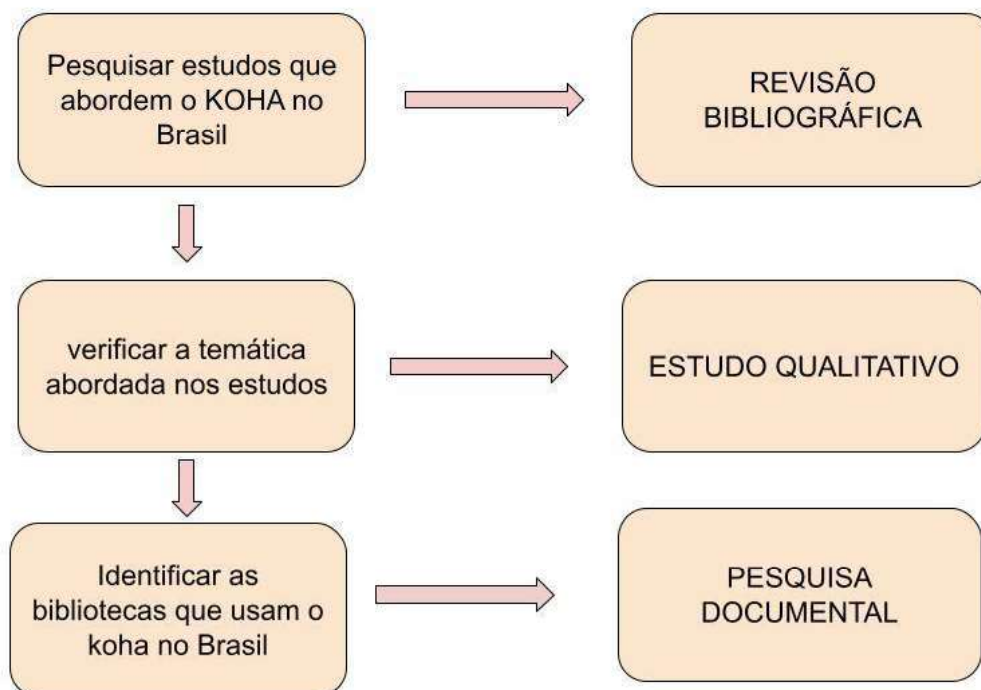 Pesquisar estudos que
abordem o KOHA no
Brasil
REVISÃO
BIBLIOGRÁFICA
verificar a temática
abordada nos estudos
ESTUDO QUALITATIVO
Identificar as
bibliotecas que usam o
koha no Brasil
PESQUISA
DOCUMENTAL